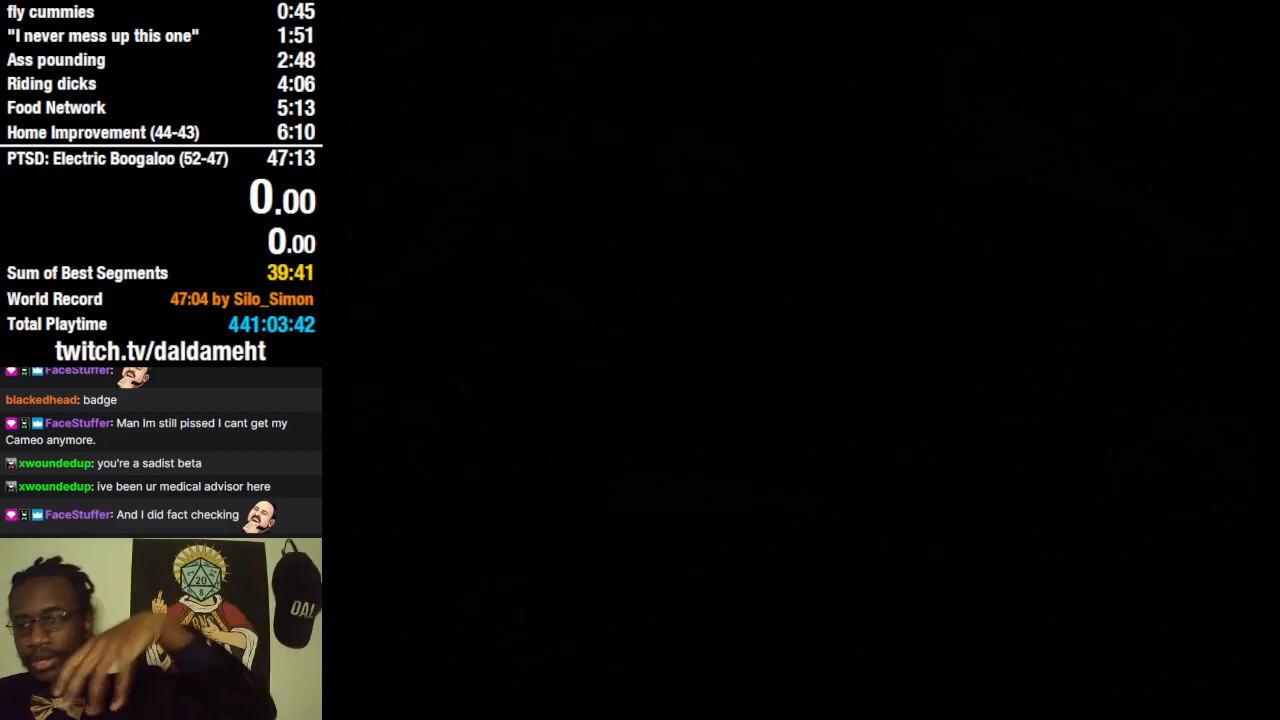 fly cummies 0:45
"I never mess up this one" 1:51
Ass pounding 2:48
Riding dicks 4:06
Food Network 5:13
Home Improvement (44-43) 6:10
PTSD: Electric Boogaloo (52-47) 47:13
0.00
0.00
Sum of Best Segments 39:41
World Record 47:04 by Silo_Simon
Total Playtime 441:03:42
twitch.tv/daldameht
FaceStuffer:
blackedhead: badge
FaceStuffer: Man Im still pissed I cant get my
Cameo anymore.
xwoundedup: you're a sadist beta
xwoundedup: ive been ur medical advisor here
FaceStuffer: And I did fact checking
20
8
DAL